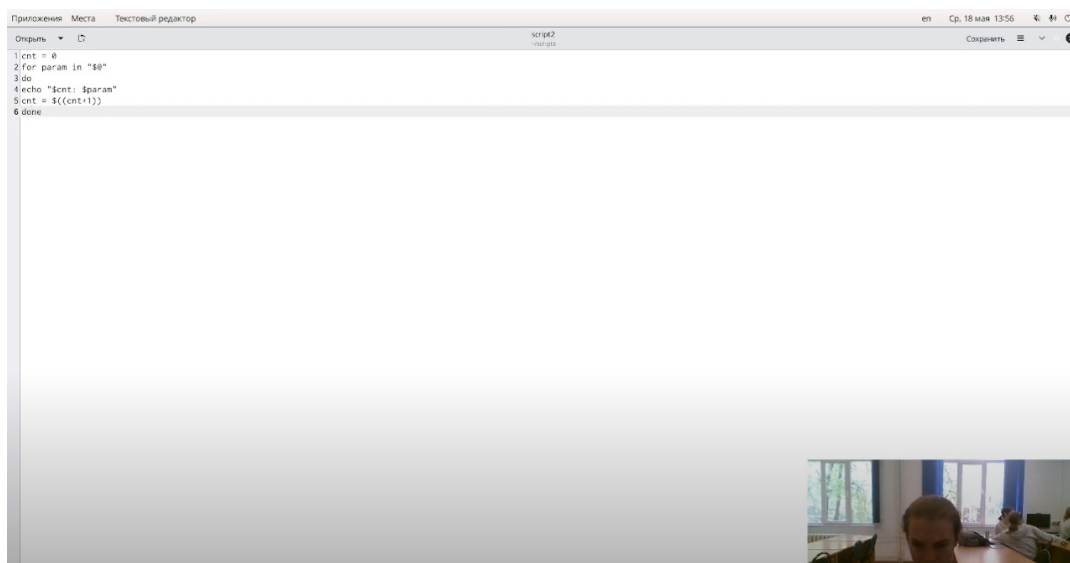 Приложения Места Текстовый редактор en Ср, 18 мая 13:56
Открыть script2 Сохранить
~/scripts
1 cnt = 0
2 for param in "$@"
3 do
4 echo "$cnt: $param"
5 cnt = $((cnt+1))
6 done